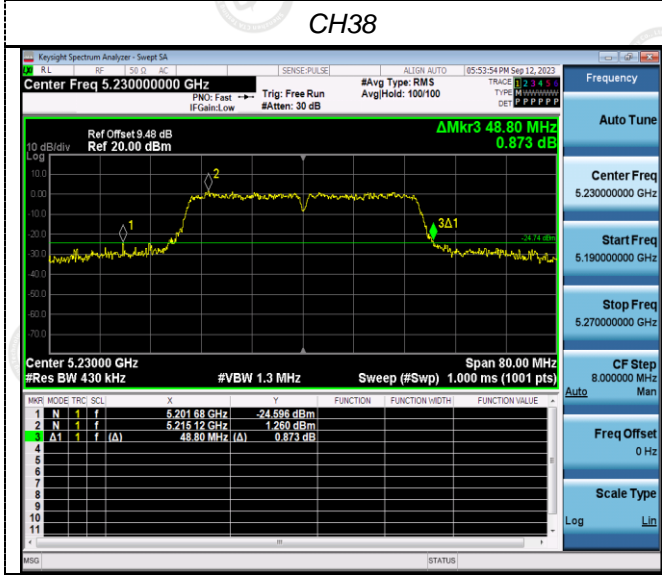 CH38
Keysight Spectrum Analyzer - Swept SA
RL RF 50 Ω AC SENSE:PULSE ALIGN AUTO 05:53:54 PM Sep 12, 2023
Center Freq 5.230000000 GHz
PNO: Fast
IFGain:Low
Trig: Free Run
#Atten: 30 dB
#Avg Type: RMS
Avg|Hold: 100/100
TRACE 1 2 3 4 5 6
TYPE M W W W W W
DET P P P P P P
ΔMkr3 48.80 MHz
0.873 dB
Ref Offset 9.48 dB
Ref 20.00 dBm
10 dB/div
Log
10.0
0.00
-10.0
-20.0
-30.0
-40.0
-50.0
-60.0
-70.0
1
2
3Δ1
-24.74 dBm
Center 5.23000 GHz Span 80.00 MHz
#Res BW 430 kHz #VBW 1.3 MHz Sweep (#Swp) 1.000 ms (1001 pts)
MKR MODE TRC SCL X Y FUNCTION FUNCTION WIDTH FUNCTION VALUE
1 N 1 f 5.201 68 GHz -24.596 dBm
2 N 1 f 5.215 12 GHz 1.260 dBm
3 Δ1 1 f (Δ) 48.80 MHz (Δ) 0.873 dB
4
5
6
7
8
9
10
11
MSG STATUS
Frequency
Auto Tune
Center Freq
5.230000000 GHz
Start Freq
5.190000000 GHz
Stop Freq
5.270000000 GHz
CF Step
8.000000 MHz
Auto Man
Freq Offset
0 Hz
Scale Type
Log Lin